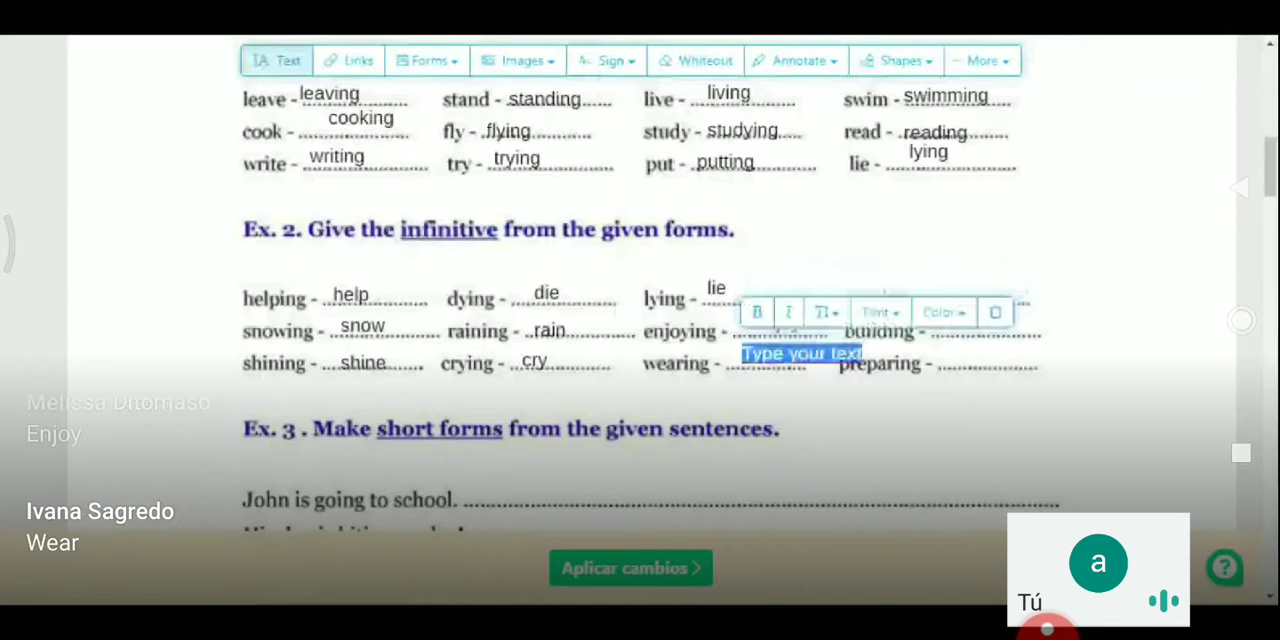 Text Links Forms Images Sign Whiteout Annotate Shapes More
leave - leaving stand - standing live - living swim - swimming
cook - cooking fly - flying study - studying read - reading
write - writing try - trying put - putting lie - lying
Ex. 2. Give the infinitive from the given forms.
helping - help dying - die lying - lie
B I Font Color
snowing - snow raining - rain enjoying - building -
Type your text
shining - shine crying - cry wearing - preparing -
Melissa Ditomaso
Enjoy
Ex. 3 . Make short forms from the given sentences.
John is going to school.
Ivana Sagredo
Wear
Aplicar cambios
a
Tú
?